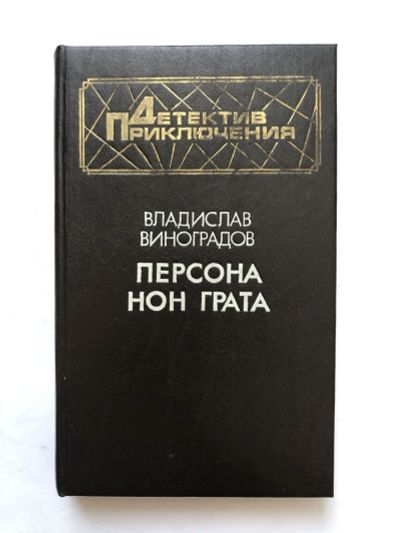 ДЕТЕКТИВ
ПРИКЛЮЧЕНИЯ
ВЛАДИСЛАВ
ВИНОГРАДОВ
ПЕРСОНА
НОН ГРАТА